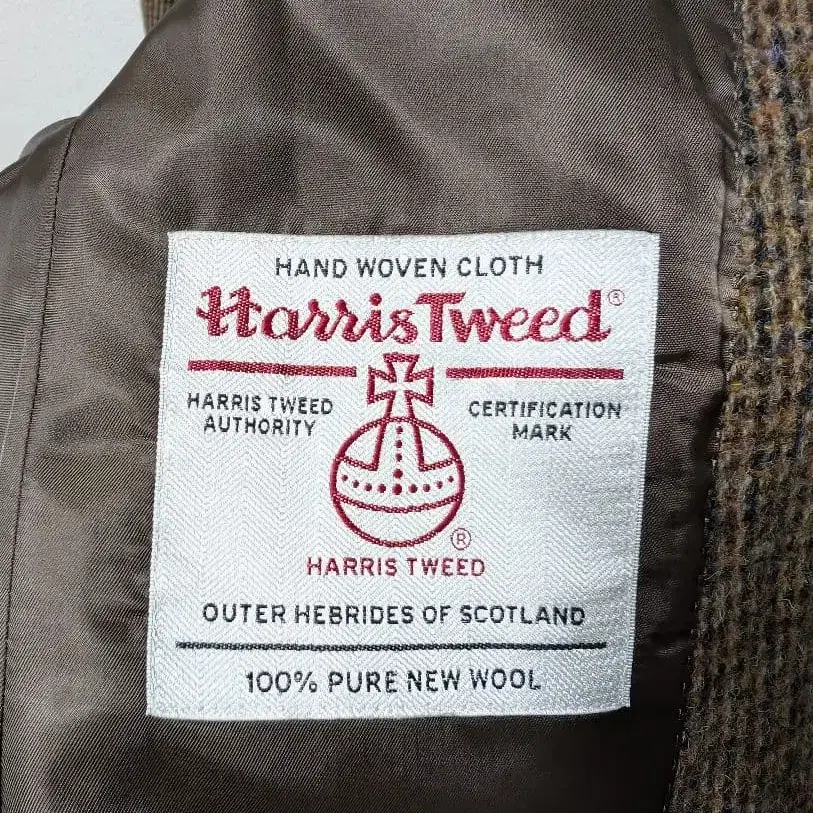 HAND WOVEN CLOTH
Harris Tweed®
HARRIS TWEED AUTHORITY
CERTIFICATION MARK
®
HARRIS TWEED
OUTER HEBRIDES OF SCOTLAND
100% PURE NEW WOOL